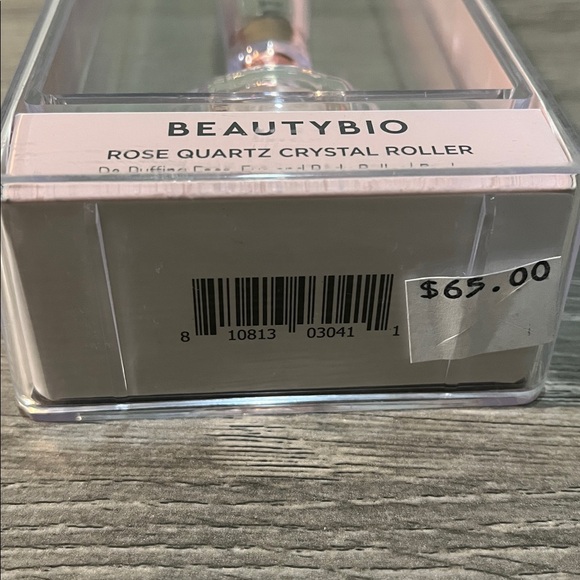 BEAUTYBIO
ROSE QUARTZ CRYSTAL ROLLER
$65.00
8 10813 03041 1